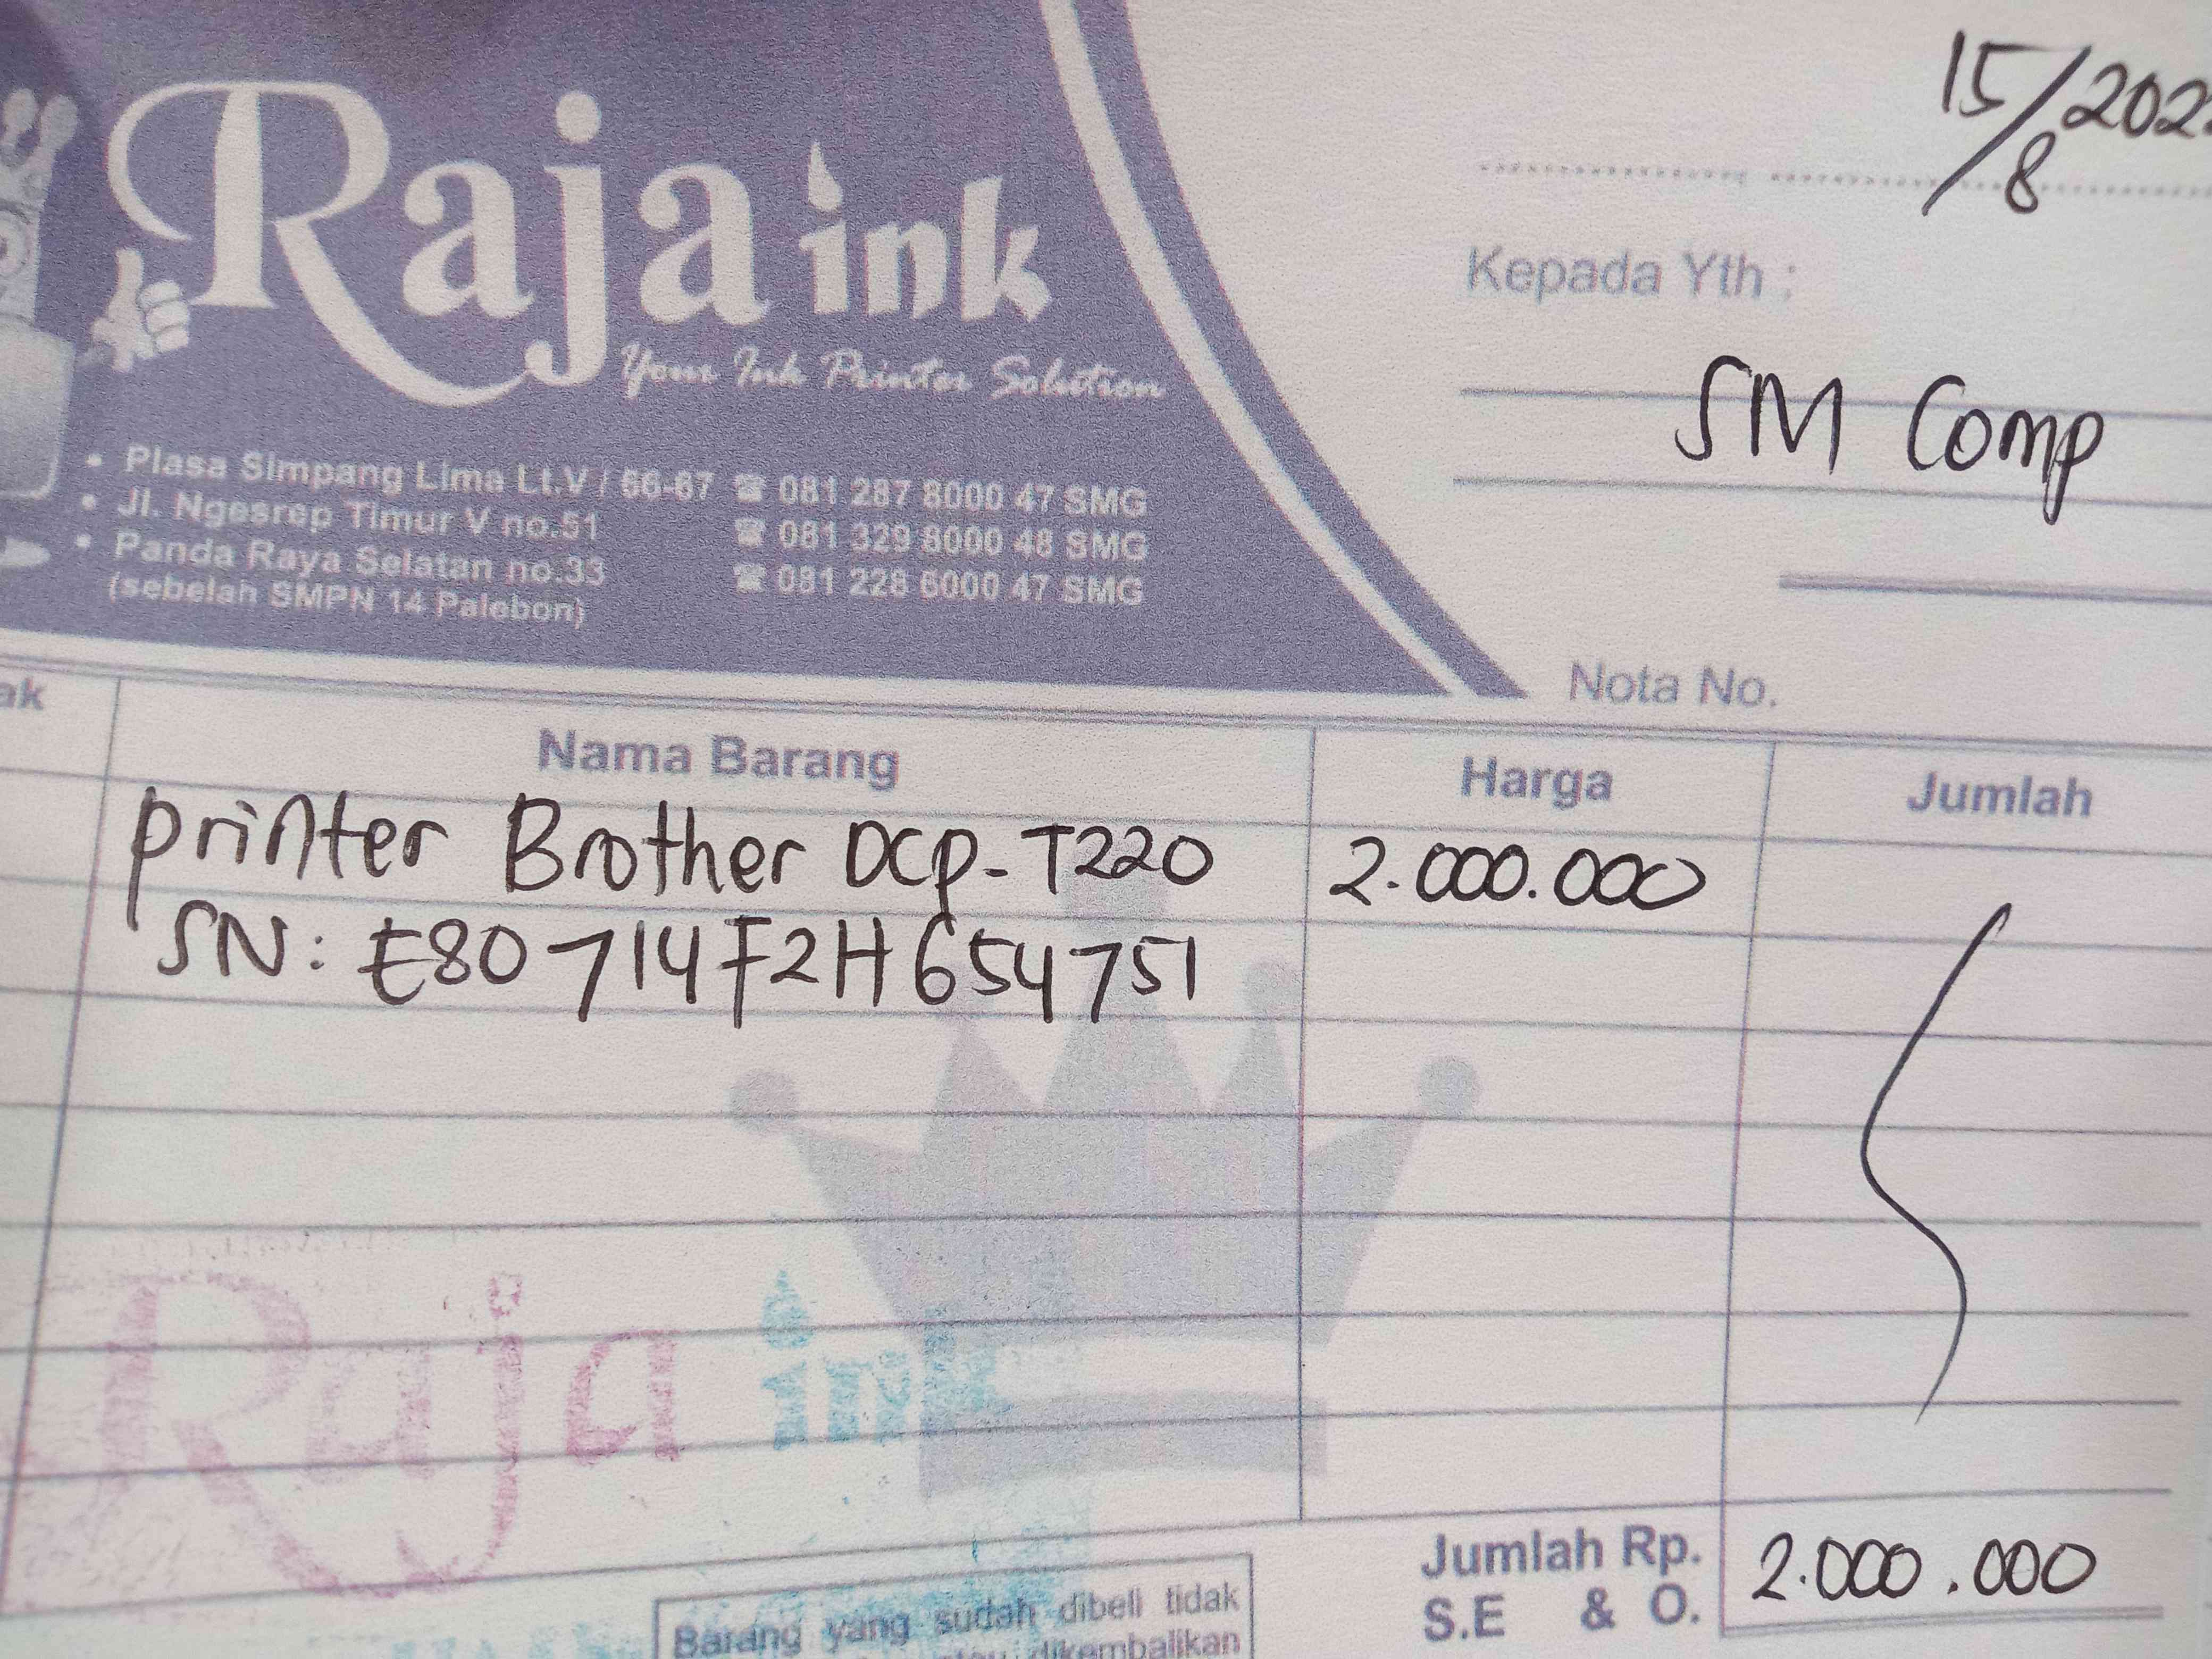 Raja ink
Your Ink Printer Solution
• Plasa Simpang Lima Lt.V / 66-67 ☎ 081 287 8000 47 SMG
• Jl. Ngesrep Timur V no.51 ☎ 081 329 8000 48 SMG
• Panda Raya Selatan no.33 ☎ 081 228 6000 47 SMG
(sebelah SMPN 14 Palebon)
15/8
Kepada Yth :
SM Comp
Nota No.
Nama Barang Harga Jumlah
Printer Brother DCP-T220 2.000.000
SN: E80714F2H654751
Raja ink
Jumlah Rp. 2.000.000
S.E & O.
Barang yang sudah dibeli tidak
dikembalikan